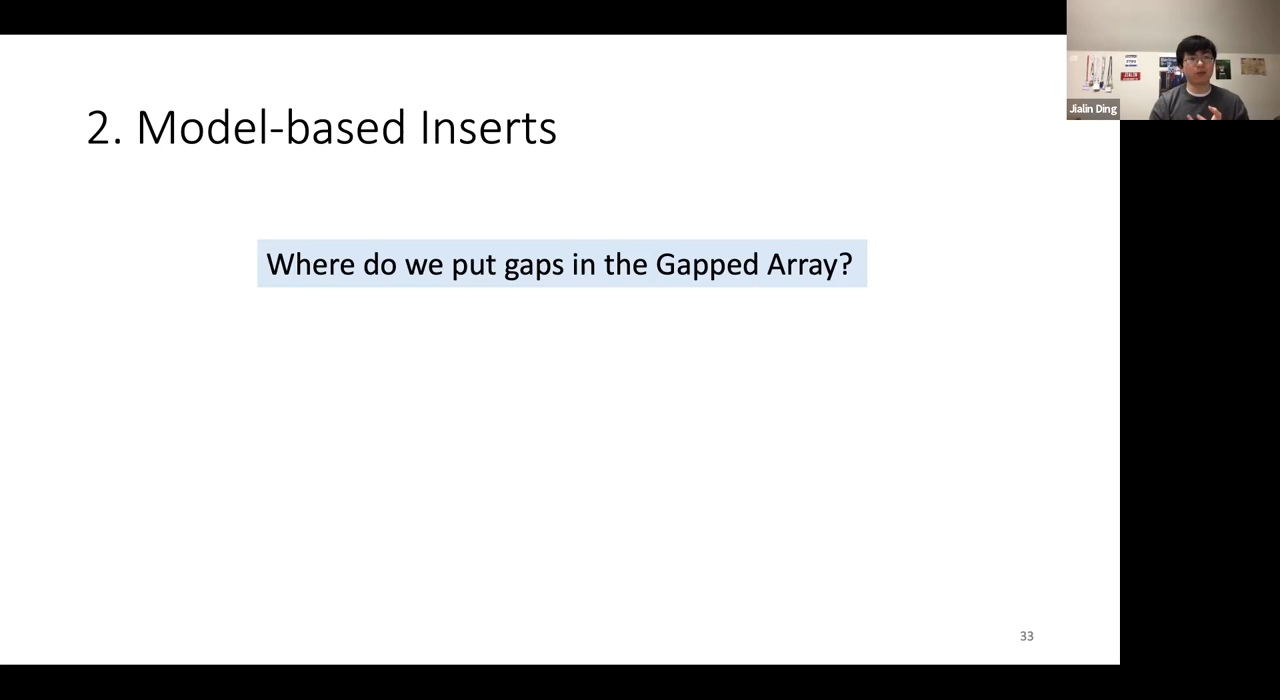 2. Model-based Inserts
Where do we put gaps in the Gapped Array?
33
Jialin Ding